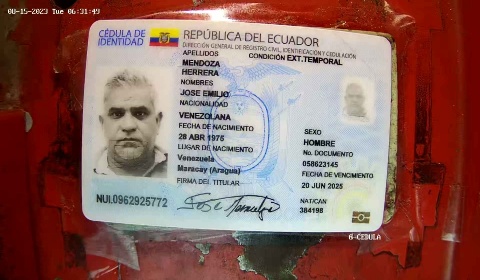 08-15-2023 Tue 06:31:49
CÉDULA DE IDENTIDAD
REPÚBLICA DEL ECUADOR
DIRECCIÓN GENERAL DE REGISTRO CIVIL, IDENTIFICACIÓN Y CEDULACIÓN
APELLIDOS
CONDICIÓN EXT.TEMPORAL
MENDOZA
HERRERA
NOMBRES
JOSE EMILIO
NACIONALIDAD
VENEZOLANA
FECHA DE NACIMIENTO
28 ABR 1975
LUGAR DE NACIMIENTO
Venezuela
Maracay (Aragua)
FIRMA DEL TITULAR
SEXO
HOMBRE
No. DOCUMENTO
058623145
FECHA DE VENCIMIENTO
20 JUN 2025
NAT/CAN
384198
NUI.0962925772
6-CEDULA